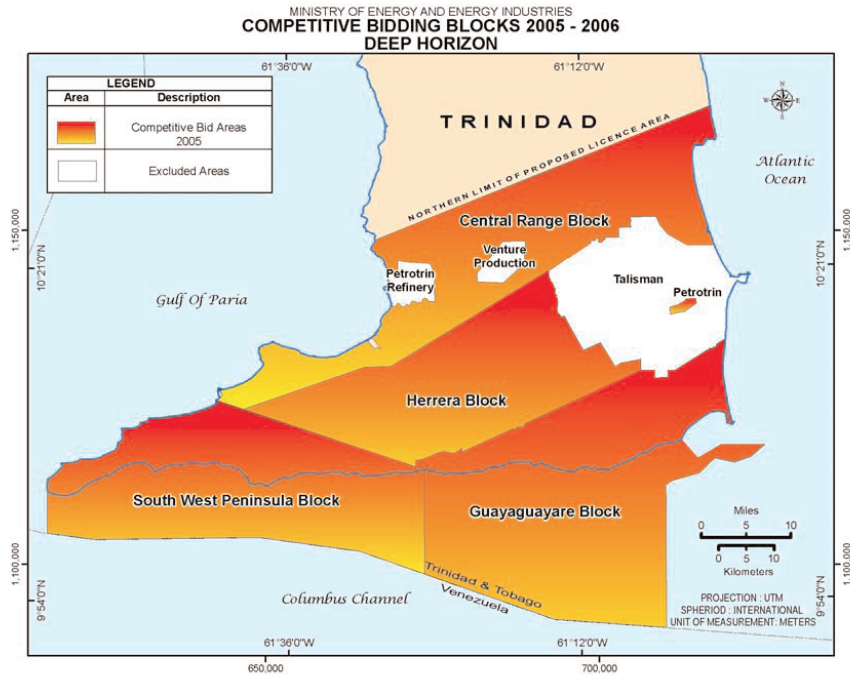 MINISTRY OF ENERGY AND ENERGY INDUSTRIES
COMPETITIVE BIDDING BLOCKS 2005 - 2006
DEEP HORIZON
61°36'0"W
61°12'0"W
LEGEND
Area
Description
Competitive Bid Areas
2005
Excluded Areas
TRINIDAD
N
W
E
S
Atlantic
Ocean
NORTHERN LIMIT OF PROPOSED LICENCE AREA
Central Range Block
1,150,000
10°21'0"N
1,150,000
10°21'0"N
Venture
Production
Petrotrin
Refinery
Talisman
Petrotrin
Gulf Of Paria
Herrera Block
South West Peninsula Block
Guayaguayare Block
Miles
0
5
10
0
5
10
Kilometers
1,100,000
9°54'0"N
1,100,000
9°54'0"N
Trinidad & Tobago
Venezuela
Columbus Channel
PROJECTION : UTM
SPHERIOD : INTERNATIONAL
UNIT OF MEASUREMENT: METERS
61°36'0"W
61°12'0"W
650,000
700,000